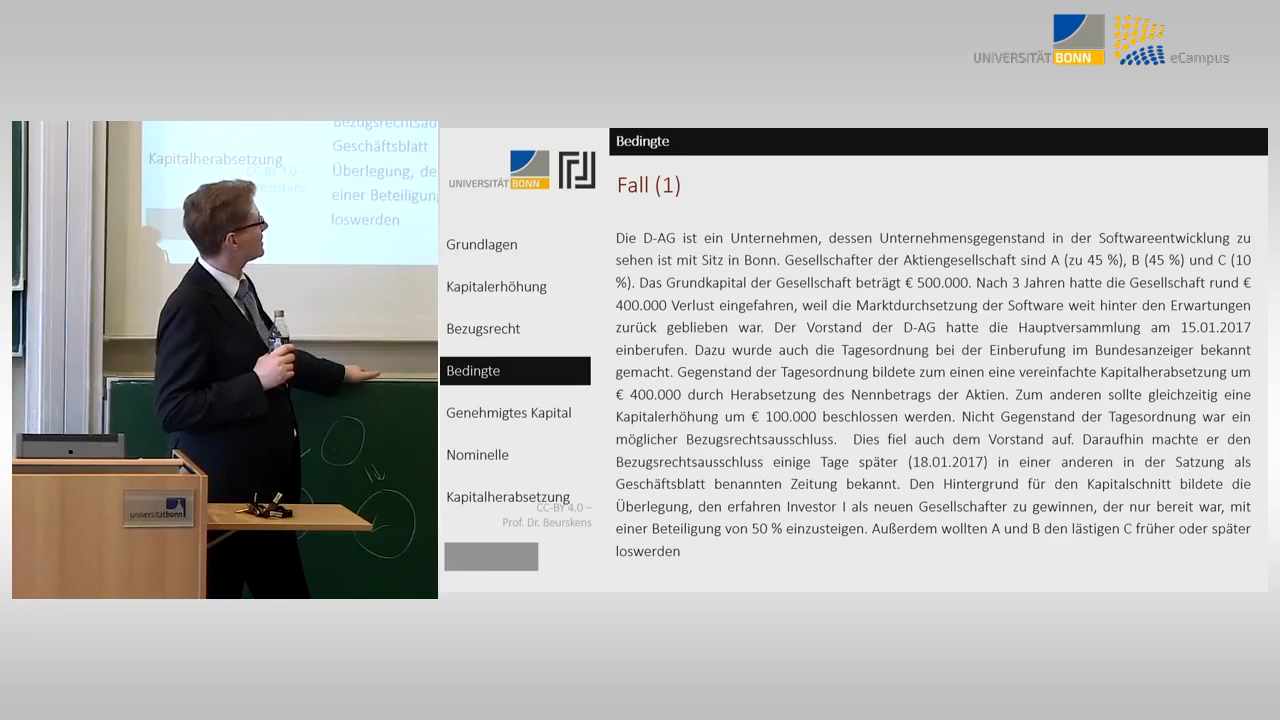 UNIVERSITÄT BONN
eCampus
Bezugsrechtsau
Kapitalherabsetzung
Geschäftsblatt
CC-BY 4.0 –
Überlegung, de
Beurskens
einer Beteiligung
loswerden
universitätbonn
UNIVERSITÄT BONN
Grundlagen
Kapitalerhöhung
Bezugsrecht
Bedingte
Genehmigtes Kapital
Nominelle
Kapitalherabsetzung
CC-BY 4.0 –
Prof. Dr. Beurskens
Bedingte
Fall (1)
Die D-AG ist ein Unternehmen, dessen Unternehmensgegenstand in der Softwareentwicklung zu
sehen ist mit Sitz in Bonn. Gesellschafter der Aktiengesellschaft sind A (zu 45 %), B (45 %) und C (10
%). Das Grundkapital der Gesellschaft beträgt € 500.000. Nach 3 Jahren hatte die Gesellschaft rund €
400.000 Verlust eingefahren, weil die Marktdurchsetzung der Software weit hinter den Erwartungen
zurück geblieben war. Der Vorstand der D-AG hatte die Hauptversammlung am 15.01.2017
einberufen. Dazu wurde auch die Tagesordnung bei der Einberufung im Bundesanzeiger bekannt
gemacht. Gegenstand der Tagesordnung bildete zum einen eine vereinfachte Kapitalherabsetzung um
€ 400.000 durch Herabsetzung des Nennbetrags der Aktien. Zum anderen sollte gleichzeitig eine
Kapitalerhöhung um € 100.000 beschlossen werden. Nicht Gegenstand der Tagesordnung war ein
möglicher Bezugsrechtsausschluss. Dies fiel auch dem Vorstand auf. Daraufhin machte er den
Bezugsrechtsausschluss einige Tage später (18.01.2017) in einer anderen in der Satzung als
Geschäftsblatt benannten Zeitung bekannt. Den Hintergrund für den Kapitalschnitt bildete die
Überlegung, den erfahren Investor I als neuen Gesellschafter zu gewinnen, der nur bereit war, mit
einer Beteiligung von 50 % einzusteigen. Außerdem wollten A und B den lästigen C früher oder später
loswerden